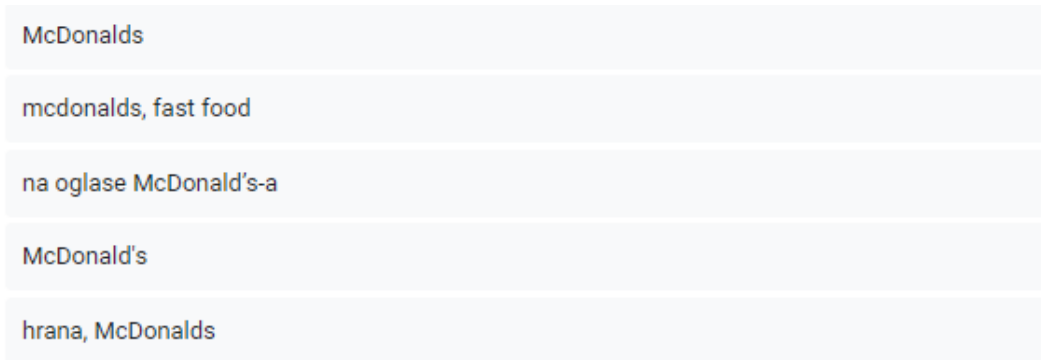 McDonalds
mcdonalds, fast food
na oglase McDonald’s-a
McDonald's
hrana, McDonalds